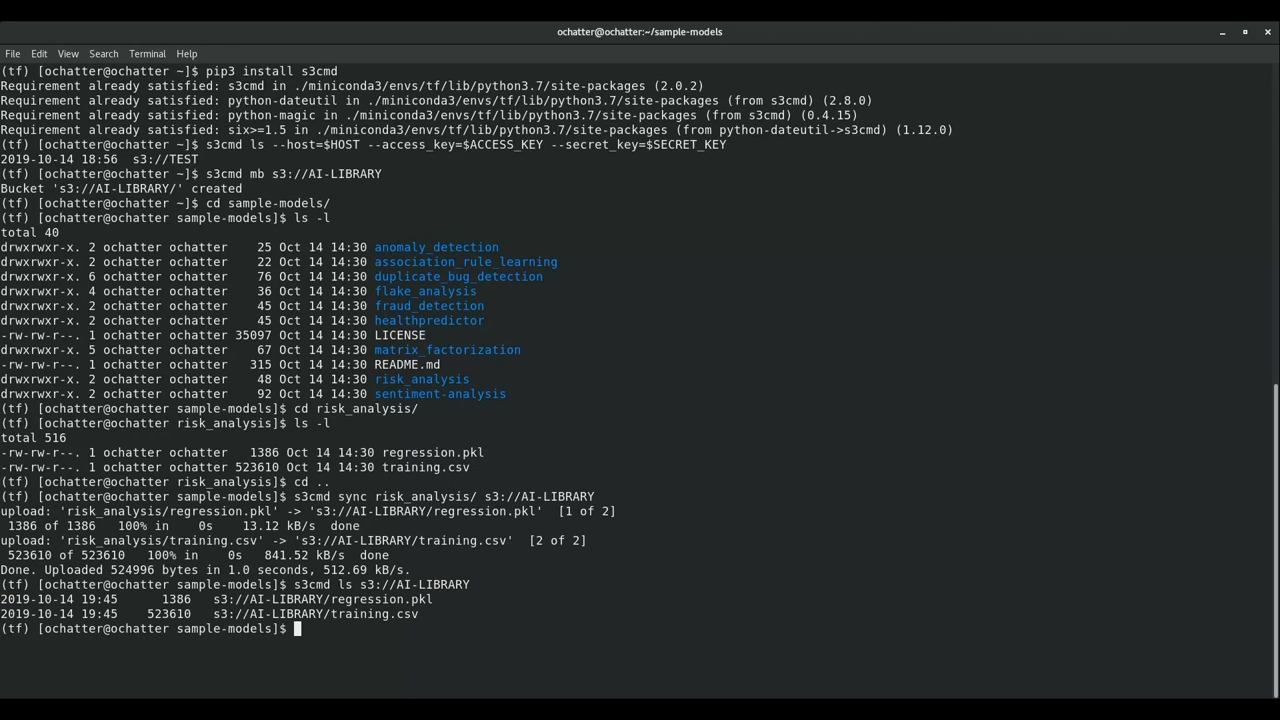 ochatter@ochatter:~/sample-models
File Edit View Search Terminal Help
(tf) [ochatter@ochatter ~]$ pip3 install s3cmd
Requirement already satisfied: s3cmd in ./miniconda3/envs/tf/lib/python3.7/site-packages (2.0.2)
Requirement already satisfied: python-dateutil in ./miniconda3/envs/tf/lib/python3.7/site-packages (from s3cmd) (2.8.0)
Requirement already satisfied: python-magic in ./miniconda3/envs/tf/lib/python3.7/site-packages (from s3cmd) (0.4.15)
Requirement already satisfied: six>=1.5 in ./miniconda3/envs/tf/lib/python3.7/site-packages (from python-dateutil->s3cmd) (1.12.0)
(tf) [ochatter@ochatter ~]$ s3cmd ls --host=$HOST --access_key=$ACCESS_KEY --secret_key=$SECRET_KEY
2019-10-14 18:56  s3://TEST
(tf) [ochatter@ochatter ~]$ s3cmd mb s3://AI-LIBRARY
Bucket 's3://AI-LIBRARY/' created
(tf) [ochatter@ochatter ~]$ cd sample-models/
(tf) [ochatter@ochatter sample-models]$ ls -l
total 40
drwxrwxr-x. 2 ochatter ochatter    25 Oct 14 14:30 anomaly_detection
drwxrwxr-x. 2 ochatter ochatter    22 Oct 14 14:30 association_rule_learning
drwxrwxr-x. 6 ochatter ochatter    76 Oct 14 14:30 duplicate_bug_detection
drwxrwxr-x. 4 ochatter ochatter    36 Oct 14 14:30 flake_analysis
drwxrwxr-x. 2 ochatter ochatter    45 Oct 14 14:30 fraud_detection
drwxrwxr-x. 2 ochatter ochatter    45 Oct 14 14:30 healthpredictor
-rw-rw-r--. 1 ochatter ochatter 35097 Oct 14 14:30 LICENSE
drwxrwxr-x. 5 ochatter ochatter    67 Oct 14 14:30 matrix_factorization
-rw-rw-r--. 1 ochatter ochatter   315 Oct 14 14:30 README.md
drwxrwxr-x. 2 ochatter ochatter    48 Oct 14 14:30 risk_analysis
drwxrwxr-x. 2 ochatter ochatter    92 Oct 14 14:30 sentiment-analysis
(tf) [ochatter@ochatter sample-models]$ cd risk_analysis/
(tf) [ochatter@ochatter risk_analysis]$ ls -l
total 516
-rw-rw-r--. 1 ochatter ochatter   1386 Oct 14 14:30 regression.pkl
-rw-rw-r--. 1 ochatter ochatter 523610 Oct 14 14:30 training.csv
(tf) [ochatter@ochatter risk_analysis]$ cd ..
(tf) [ochatter@ochatter sample-models]$ s3cmd sync risk_analysis/ s3://AI-LIBRARY
upload: 'risk_analysis/regression.pkl' -> 's3://AI-LIBRARY/regression.pkl'  [1 of 2]
 1386 of 1386   100% in    0s    13.12 kB/s  done
upload: 'risk_analysis/training.csv' -> 's3://AI-LIBRARY/training.csv'  [2 of 2]
 523610 of 523610   100% in    0s   841.52 kB/s  done
Done. Uploaded 524996 bytes in 1.0 seconds, 512.69 kB/s.
(tf) [ochatter@ochatter sample-models]$ s3cmd ls s3://AI-LIBRARY
2019-10-14 19:45      1386   s3://AI-LIBRARY/regression.pkl
2019-10-14 19:45    523610   s3://AI-LIBRARY/training.csv
(tf) [ochatter@ochatter sample-models]$